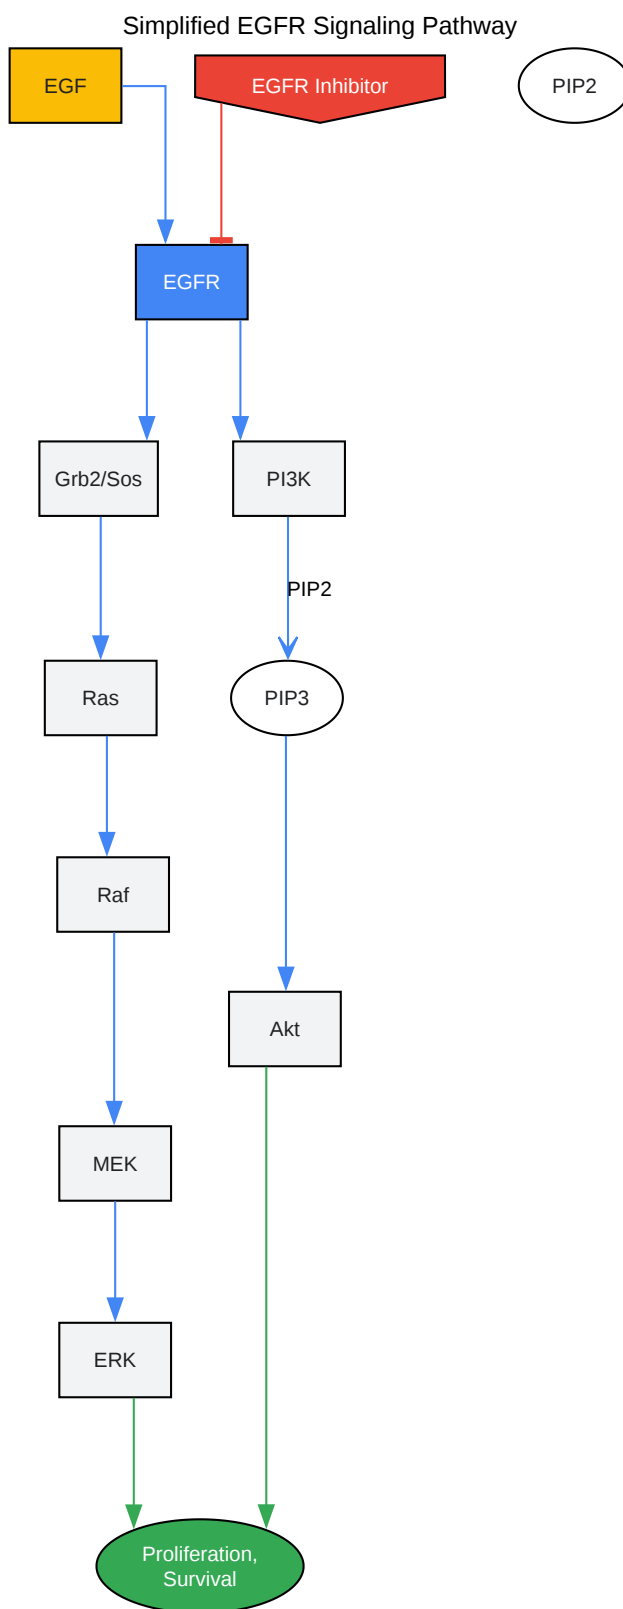 Simplified EGFR Signaling Pathway
EGF
EGFR Inhibitor
PIP2
EGFR
Grb2/Sos
PI3K
PIP2
Ras
PIP3
Raf
Akt
MEK
ERK
Proliferation,
Survival